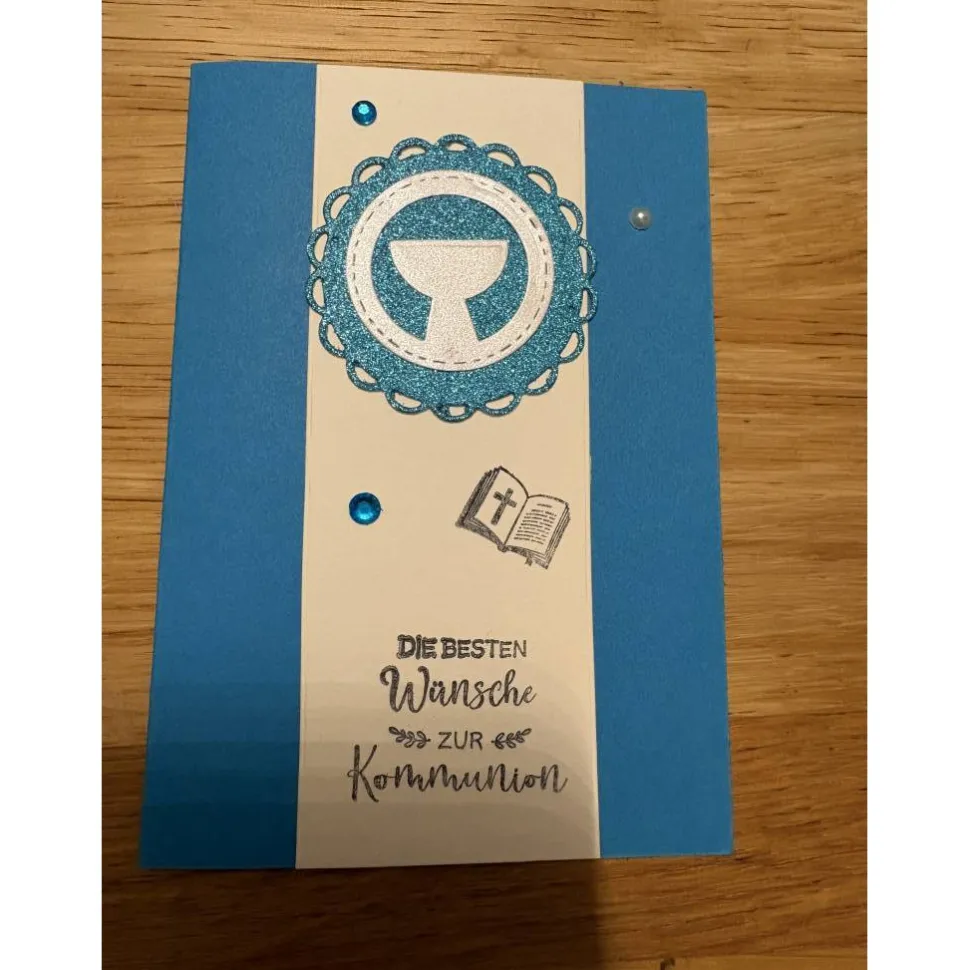 DIE BESTEN
Wünsche
ZUR
Kommunion